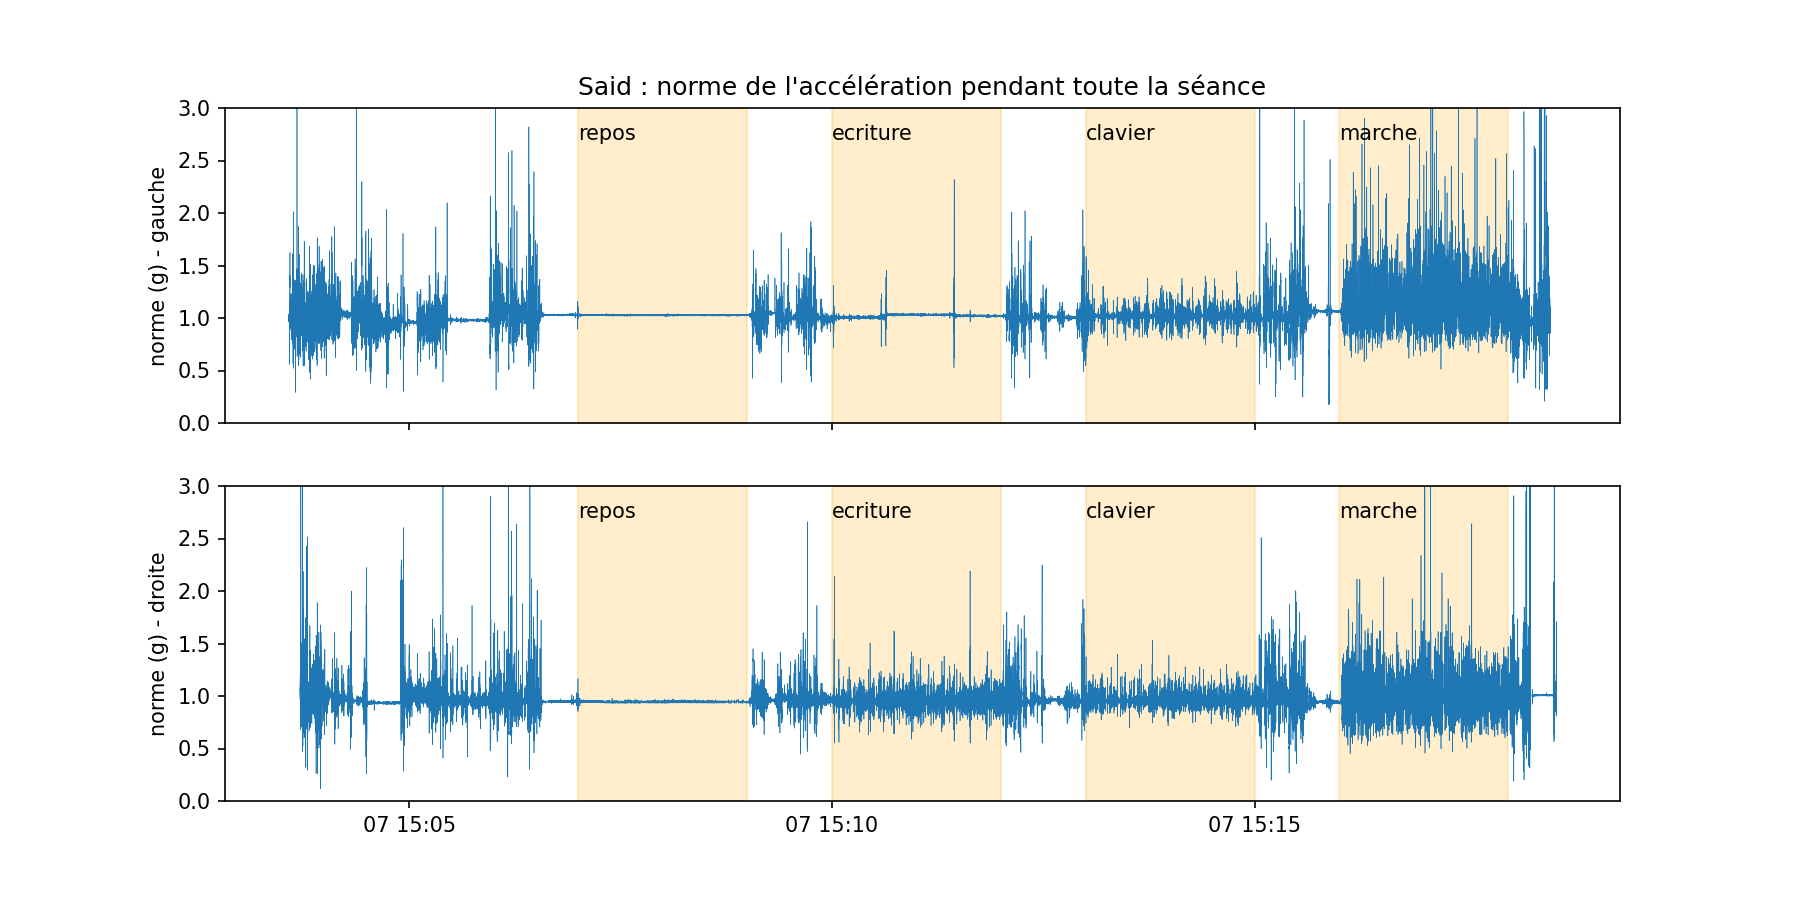 Said : norme de l'accélération pendant toute la séance
norme (g) - gauche
3.0
2.5
2.0
1.5
1.0
0.5
0.0
repos
ecriture
clavier
marche
norme (g) - droite
3.0
2.5
2.0
1.5
1.0
0.5
0.0
repos
ecriture
clavier
marche
07 15:05
07 15:10
07 15:15